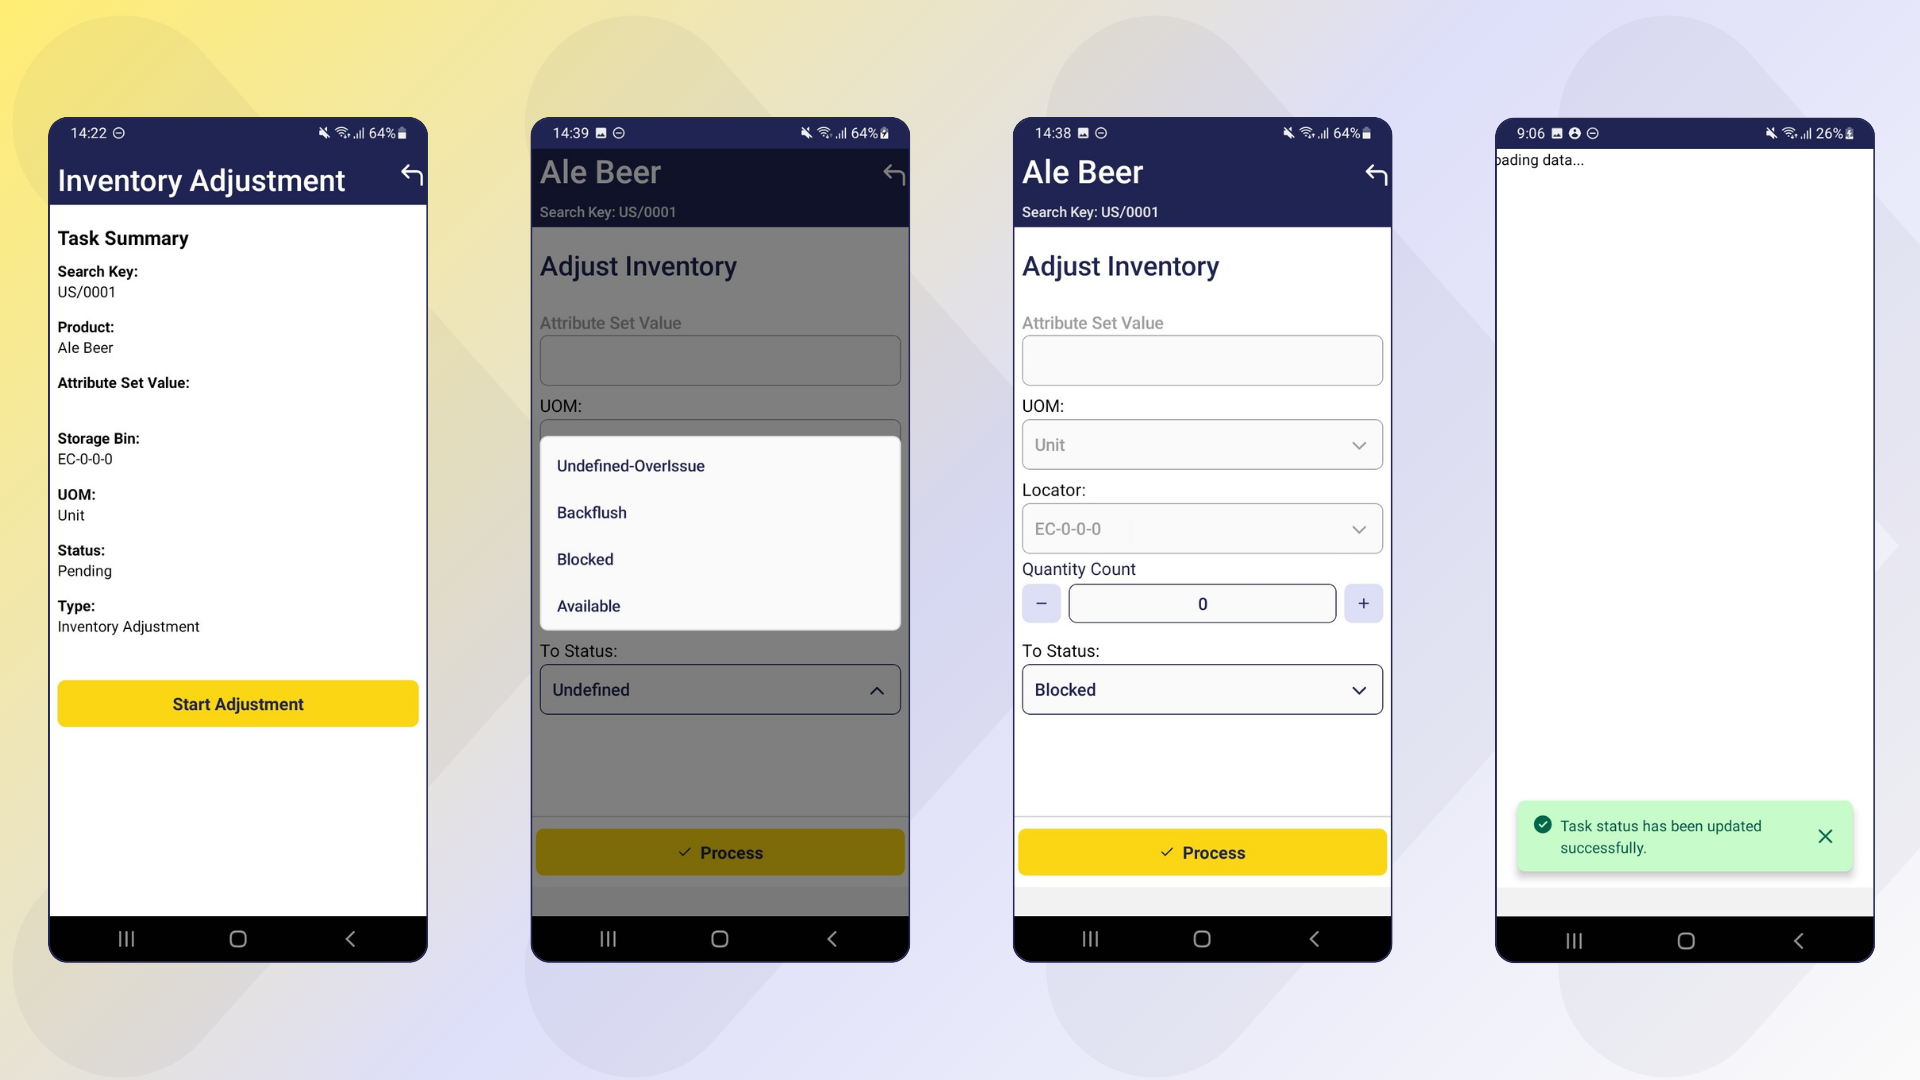 14:22
64%
Inventory Adjustment
Task Summary
Search Key:
US/0001
Product:
Ale Beer
Attribute Set Value:
Storage Bin:
EC-0-0-0
UOM:
Unit
Status:
Pending
Type:
Inventory Adjustment
Start Adjustment
14:39
64%
Ale Beer
Search Key: US/0001
Adjust Inventory
Attribute Set Value
UOM:
Undefined-OverIssue
Backflush
Blocked
Available
To Status:
Undefined
Process
14:38
64%
Ale Beer
Search Key: US/0001
Adjust Inventory
Attribute Set Value
UOM:
Unit
Locator:
EC-0-0-0
Quantity Count
− 0 +
To Status:
Blocked
Process
9:06
26%
oading data...
Task status has been updated
successfully.